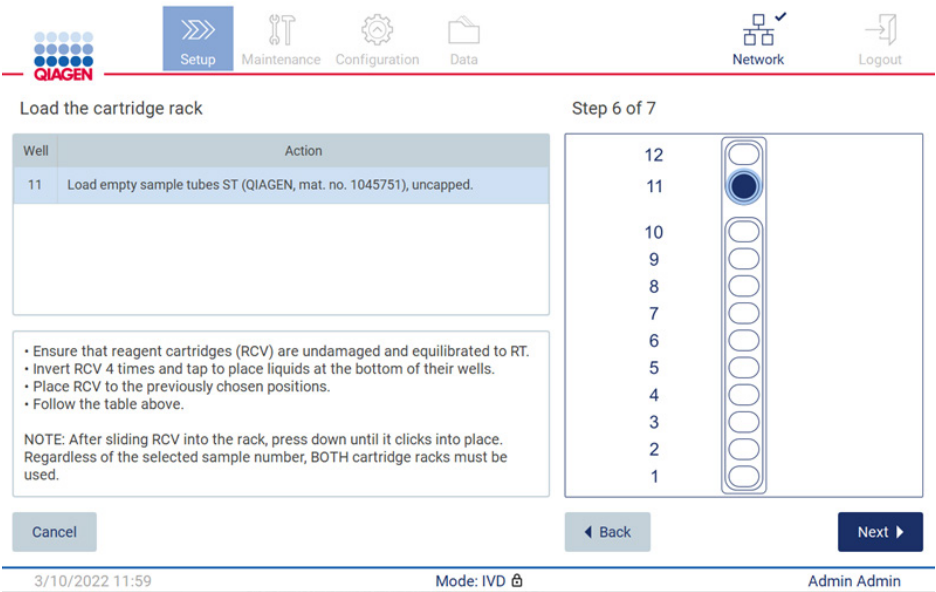 QIAGEN
Setup
Maintenance
Configuration
Data
Network
Logout
Load the cartridge rack
Step 6 of 7
Well Action
11 Load empty sample tubes ST (QIAGEN, mat. no. 1045751), uncapped.
• Ensure that reagent cartridges (RCV) are undamaged and equilibrated to RT.
• Invert RCV 4 times and tap to place liquids at the bottom of their wells.
• Place RCV to the previously chosen positions.
• Follow the table above.
NOTE: After sliding RCV into the rack, press down until it clicks into place.
Regardless of the selected sample number, BOTH cartridge racks must be
used.
12
11
10
9
8
7
6
5
4
3
2
1
Cancel
Back
Next
3/10/2022 11:59
Mode: IVD
Admin Admin